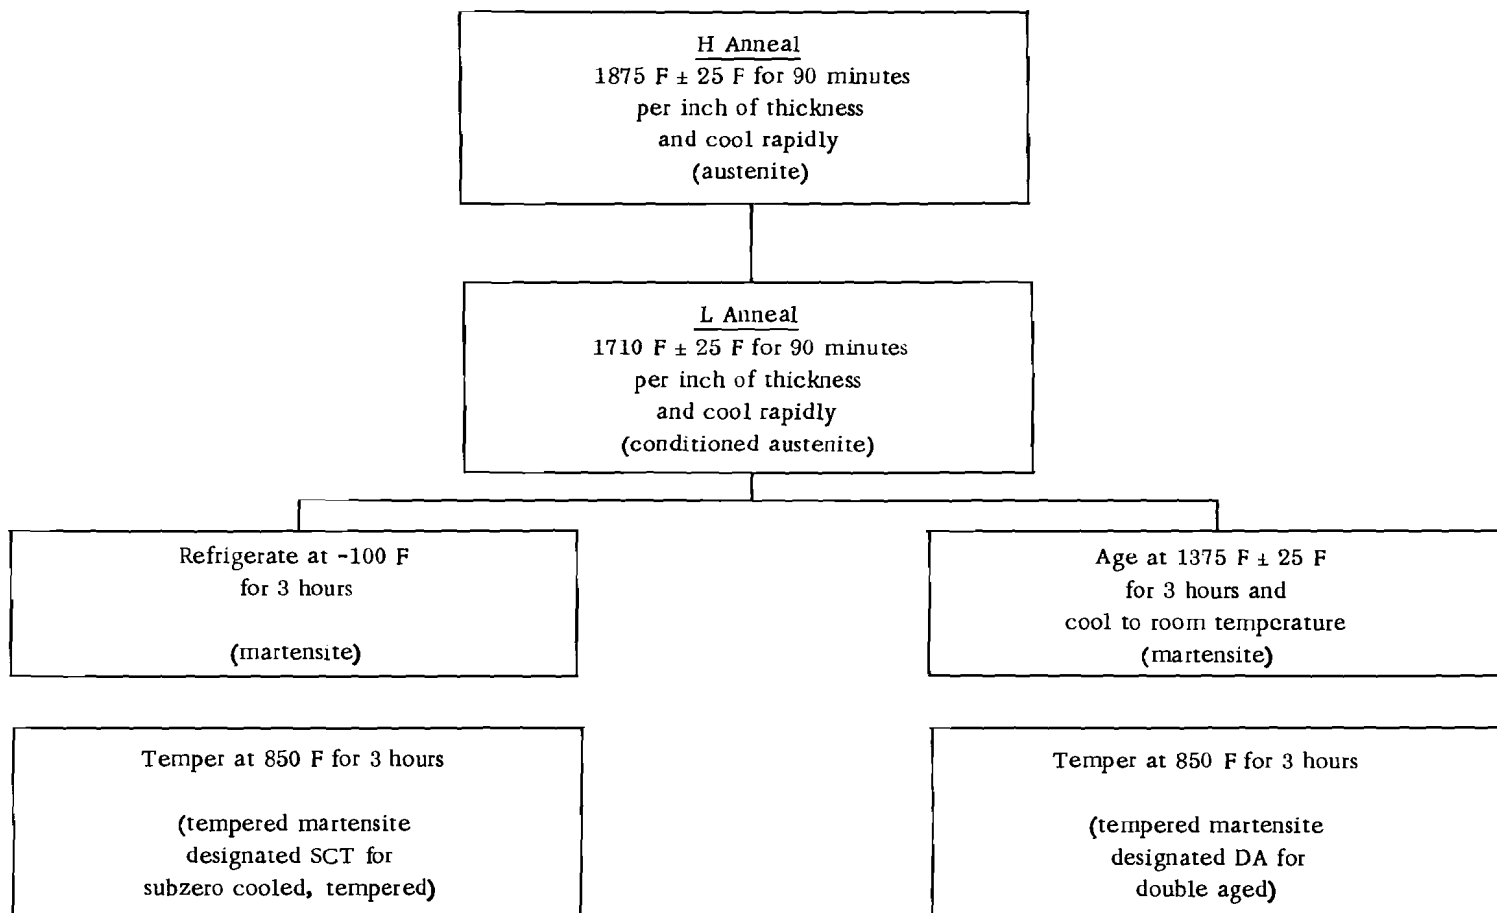 H Anneal
1875 F ± 25 F for 90 minutes
per inch of thickness
and cool rapidly
(austenite)
L Anneal
1710 F ± 25 F for 90 minutes
per inch of thickness
and cool rapidly
(conditioned austenite)
Refrigerate at -100 F
for 3 hours
(martensite)
Age at 1375 F ± 25 F
for 3 hours and
cool to room temperature
(martensite)
Temper at 850 F for 3 hours
(tempered martensite
designated SCT for
subzero cooled, tempered)
Temper at 850 F for 3 hours
(tempered martensite
designated DA for
double aged)